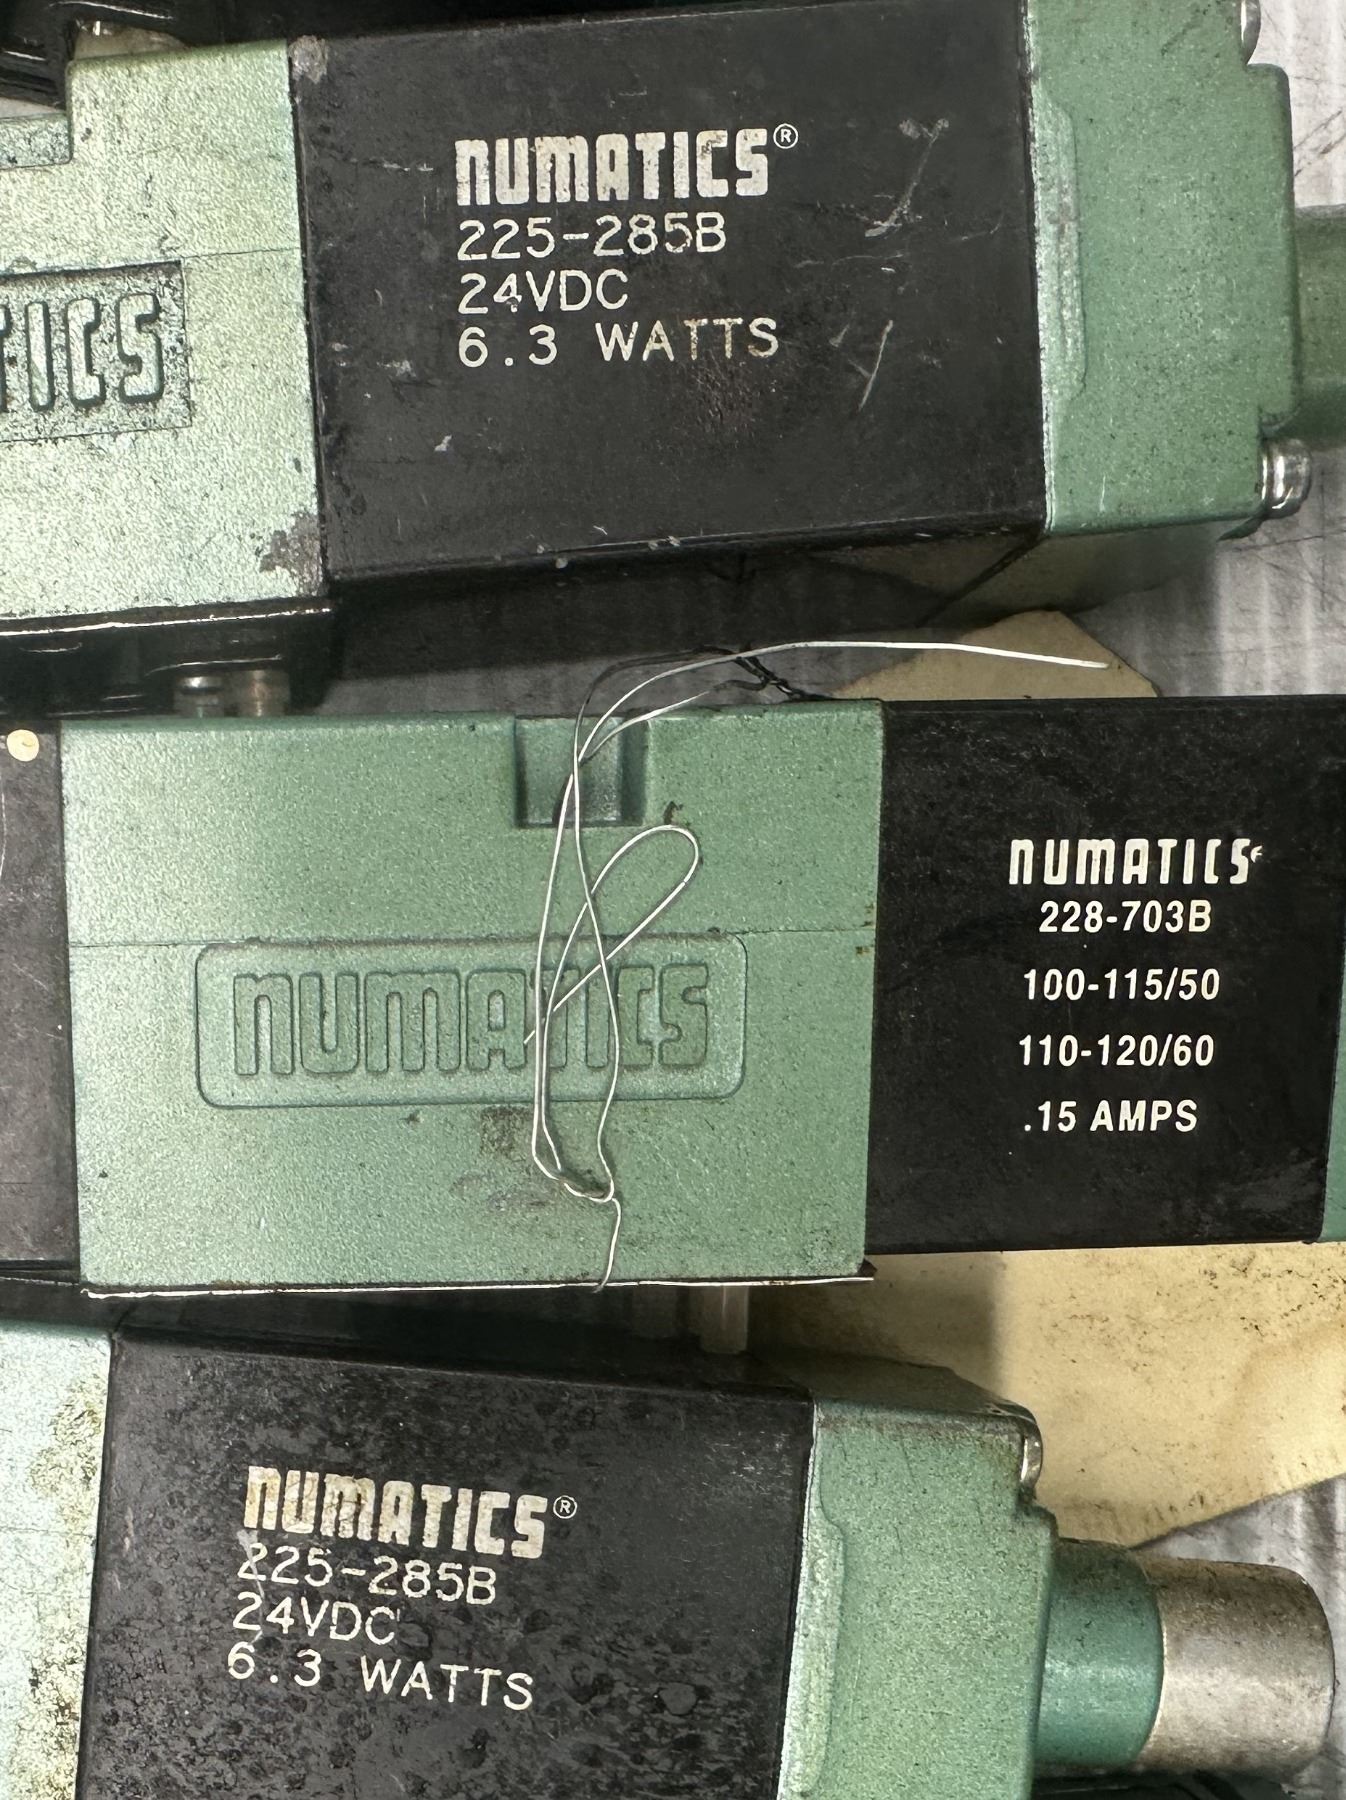 NUMATICS®
225-285B
24VDC
6.3 WATTS
TICS
NUMATICS
NUMATICS
228-703B
100-115/50
110-120/60
.15 AMPS
NUMATICS®
225-285B
24VDC
6.3 WATTS